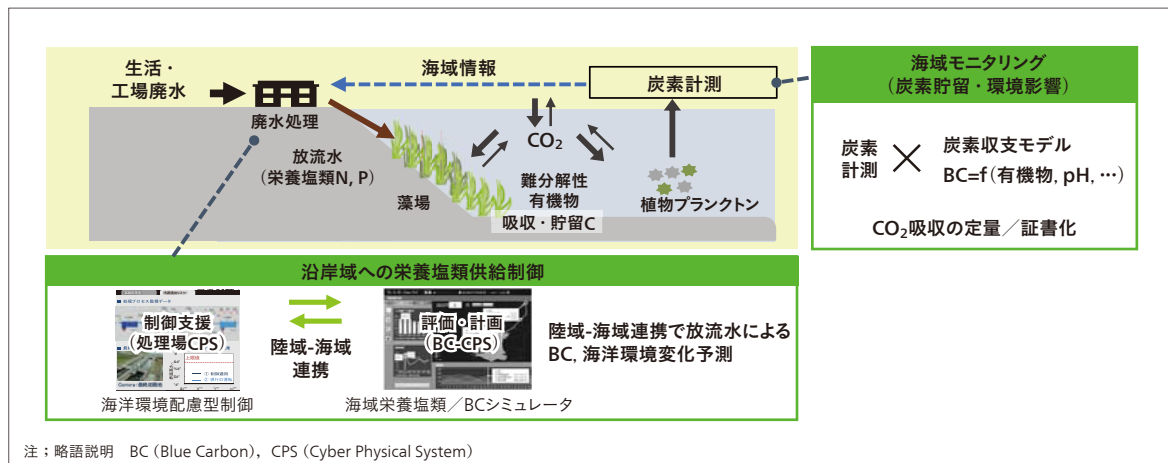 生活・
工場廃水
海域情報
炭素計測
廃水処理
放流水
(栄養塩類N, P)
藻場
CO₂
難分解性
有機物
吸収・貯留C
植物プランクトン
海域モニタリング
(炭素貯留・環境影響)
炭素
計測
炭素収支モデル
BC=f(有機物, pH, …)
CO₂吸収の定量／証書化
沿岸域への栄養塩類供給制御
制御支援
(処理場CPS)
上限値
海洋環境配慮型制御
陸域-海域
連携
評価・計画
(BC-CPS)
海域栄養塩類／BCシミュレータ
陸域-海域連携で放流水による
BC, 海洋環境変化予測
注；略語説明　BC（Blue Carbon），CPS（Cyber Physical System）